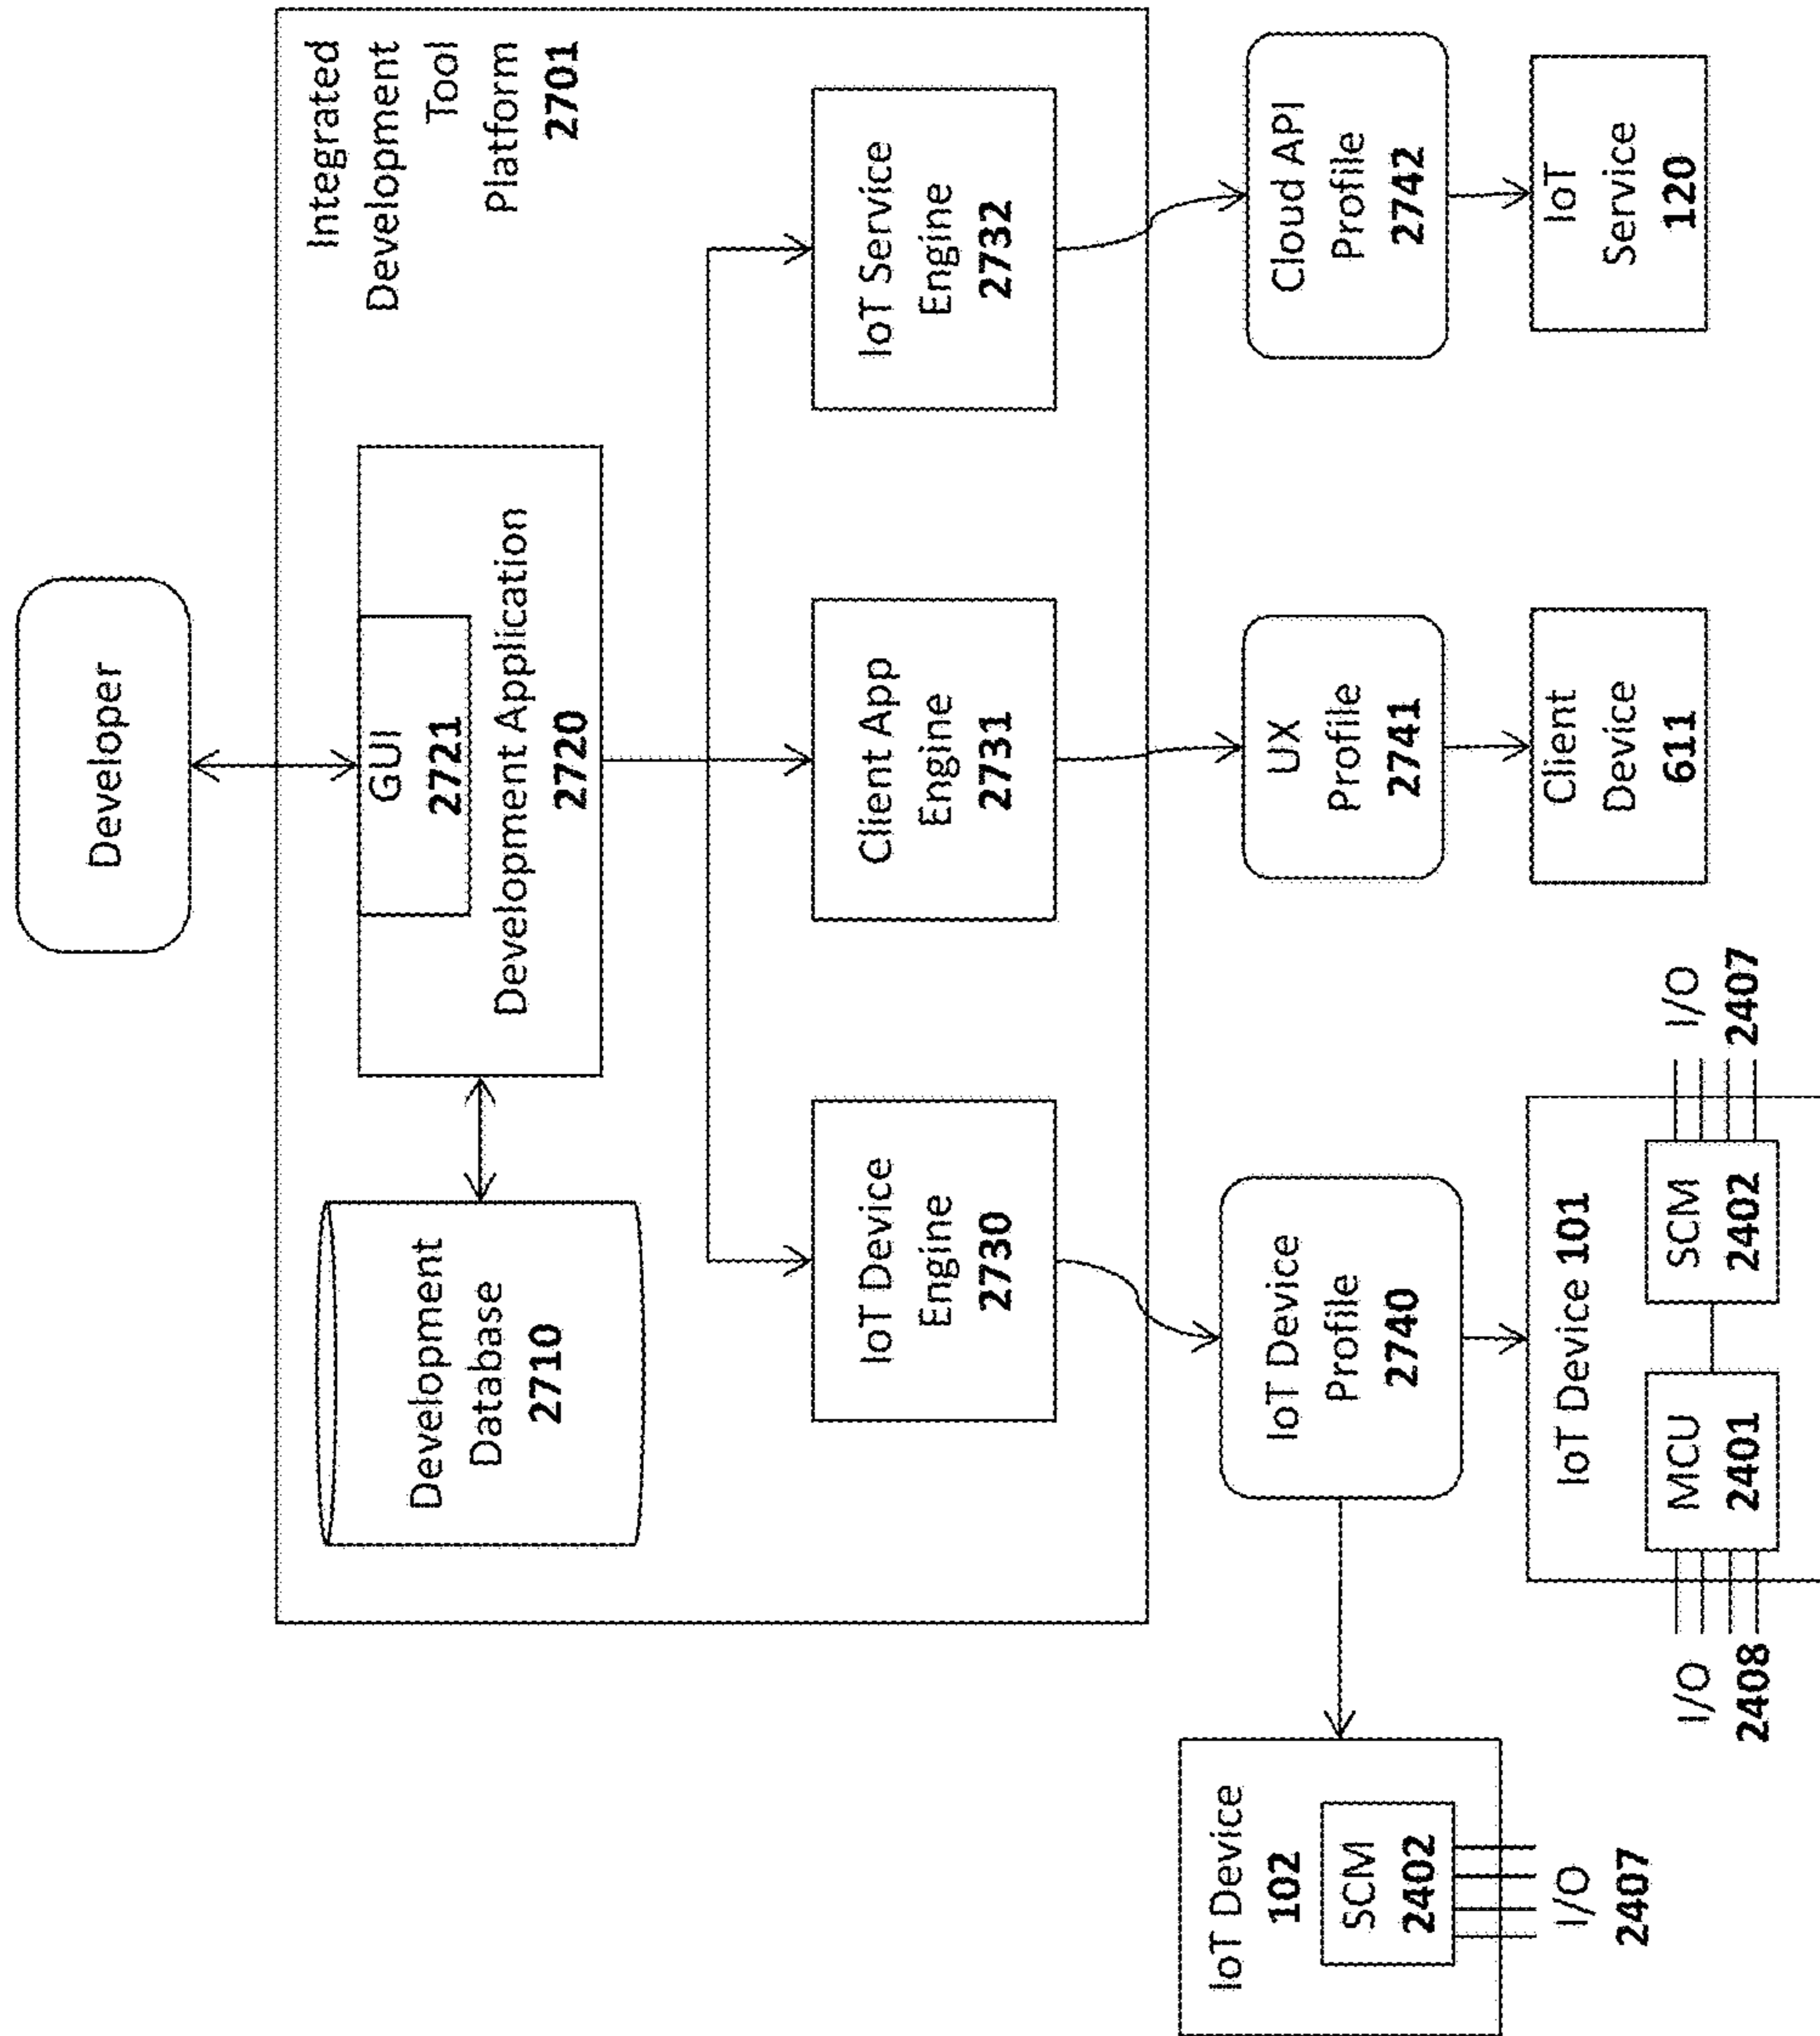 Developer
Integrated
Development
Tool
Platform
2701
GUI
2721
Development Application
2720
Development
Database
2710
IoT Device
Engine
2730
Client App
Engine
2731
IoT Service
Engine
2732
IoT Device
Profile
2740
UX
Profile
2741
Cloud API
Profile
2742
IoT Device
102
SCM
2402
I/O
2407
IoT Device 101
MCU
2401
SCM
2402
I/O
2408
I/O
2407
Client
Device
611
IoT
Service
120